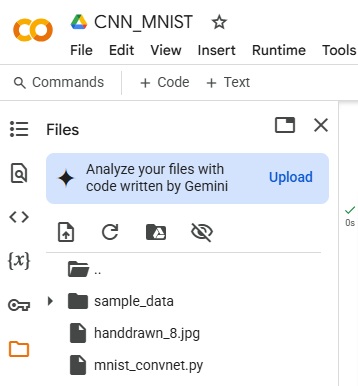 CNN_MNIST
File Edit View Insert Runtime Tools
Commands + Code + Text
Files
Analyze your files with
code written by Gemini
Upload
0s
{x}
..
sample_data
handdrawn_8.jpg
mnist_convnet.py